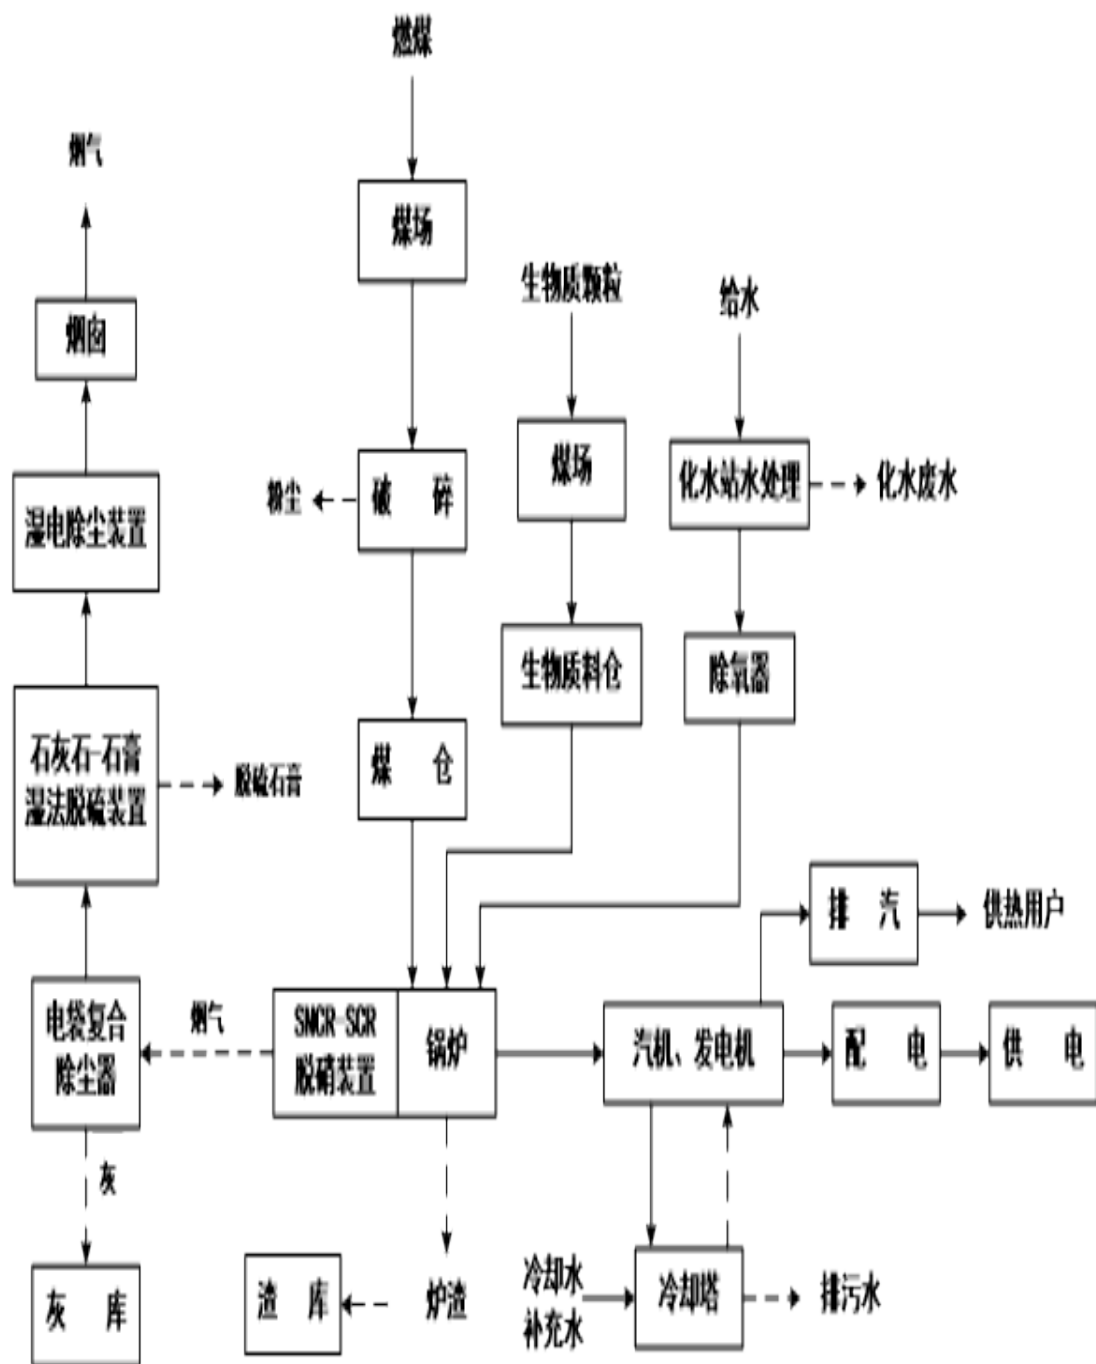 燃煤
烟气
煤场
生物质颗粒
给水
烟囱
煤场
化水站水处理
化水废水
粉尘
破 碎
湿电除尘装置
生物质料仓
除氧器
石灰石-石膏
湿法脱硫装置
脱硫石膏
煤 仓
排 汽
供热用户
电袋复合
除尘器
烟气
SNCR-SCR
脱硝装置
锅炉
汽机、发电机
配 电
供 电
灰
灰 库
渣 库
炉渣
冷却水
补充水
冷却塔
排污水